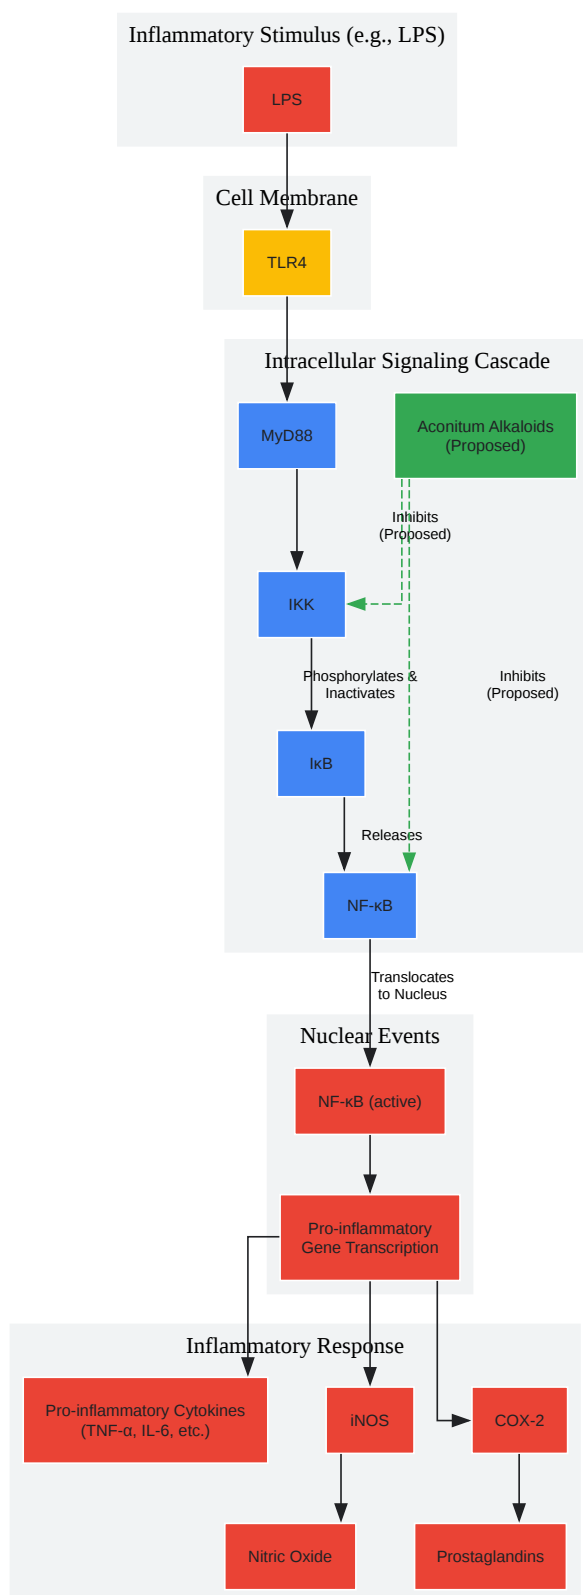 Inflammatory Stimulus (e.g., LPS)
LPS
Cell Membrane
TLR4
Intracellular Signaling Cascade
MyD88
Aconitum Alkaloids
(Proposed)
Inhibits
(Proposed)
IKK
Phosphorylates &
Inactivates
Inhibits
(Proposed)
IκB
Releases
NF-κB
Translocates
to Nucleus
Nuclear Events
NF-κB (active)
Pro-inflammatory
Gene Transcription
Inflammatory Response
Pro-inflammatory Cytokines
(TNF-α, IL-6, etc.)
iNOS
COX-2
Nitric Oxide
Prostaglandins